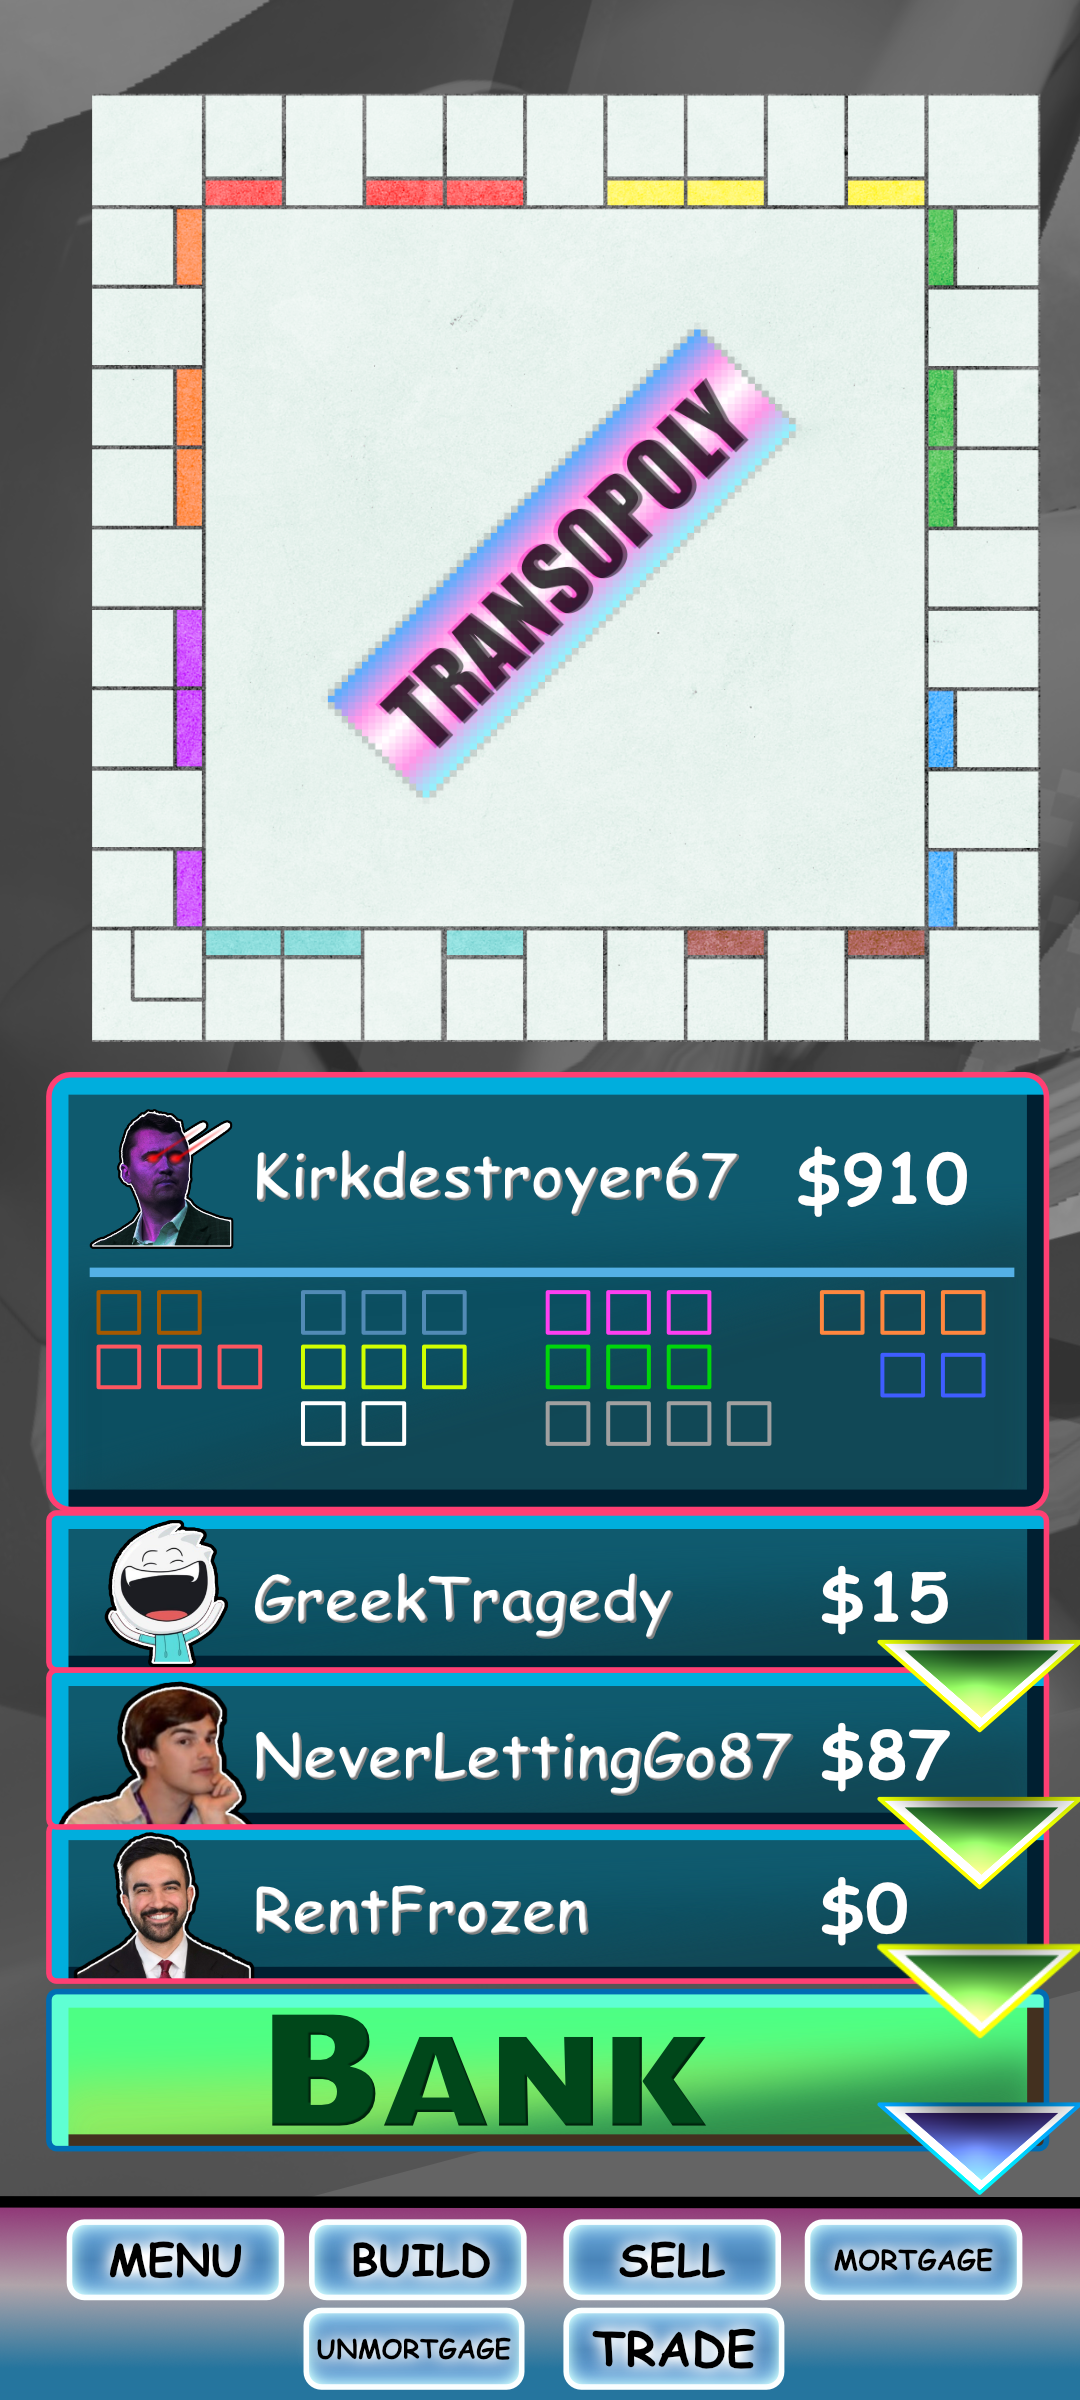 TRANSOPOLY
Kirkdestroyer67 $910
GreekTragedy $15
NeverLettingGo87 $87
RentFrozen $0
BANK
MENU BUILD SELL MORTGAGE
UNMORTGAGE TRADE